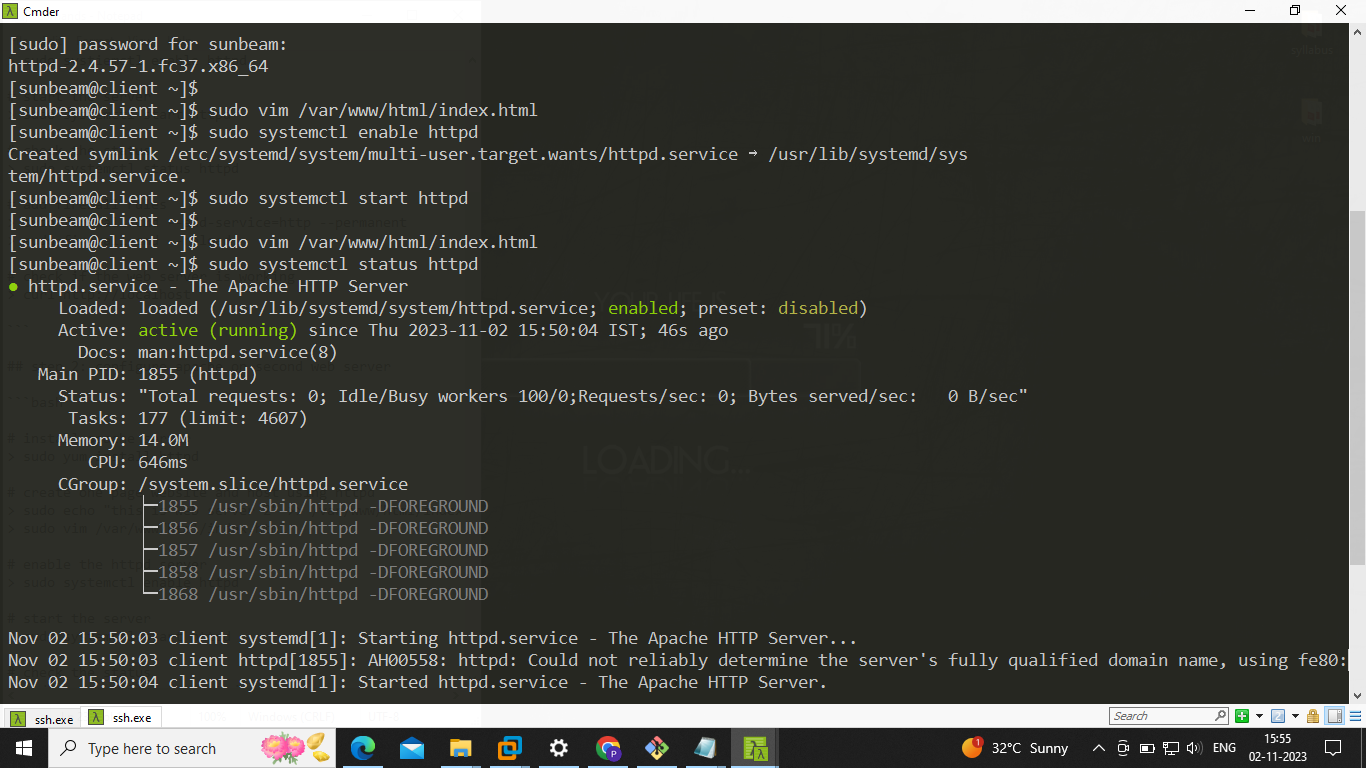 Cmder
[sudo] password for sunbeam:
httpd-2.4.57-1.fc37.x86_64
[sunbeam@client ~]$
[sunbeam@client ~]$ sudo vim /var/www/html/index.html
[sunbeam@client ~]$ sudo systemctl enable httpd
Created symlink /etc/systemd/system/multi-user.target.wants/httpd.service → /usr/lib/systemd/sys
tem/httpd.service.
[sunbeam@client ~]$ sudo systemctl start httpd
[sunbeam@client ~]$
[sunbeam@client ~]$ sudo vim /var/www/html/index.html
[sunbeam@client ~]$ sudo systemctl status httpd
● httpd.service - The Apache HTTP Server
Loaded: loaded (/usr/lib/systemd/system/httpd.service; enabled; preset: disabled)
Active: active (running) since Thu 2023-11-02 15:50:04 IST; 46s ago
Docs: man:httpd.service(8)
Main PID: 1855 (httpd)
Status: "Total requests: 0; Idle/Busy workers 100/0;Requests/sec: 0; Bytes served/sec:   0 B/sec"
Tasks: 177 (limit: 4607)
Memory: 14.0M
CPU: 646ms
CGroup: /system.slice/httpd.service
├─1855 /usr/sbin/httpd -DFOREGROUND
├─1856 /usr/sbin/httpd -DFOREGROUND
├─1857 /usr/sbin/httpd -DFOREGROUND
├─1858 /usr/sbin/httpd -DFOREGROUND
└─1868 /usr/sbin/httpd -DFOREGROUND
Nov 02 15:50:03 client systemd[1]: Starting httpd.service - The Apache HTTP Server...
Nov 02 15:50:03 client httpd[1855]: AH00558: httpd: Could not reliably determine the server's fully qualified domain name, using fe80:
Nov 02 15:50:04 client systemd[1]: Started httpd.service - The Apache HTTP Server.
LOADING...
71%
ssh.exe
ssh.exe
Search
Type here to search
32°C Sunny
ENG
15:55
02-11-2023